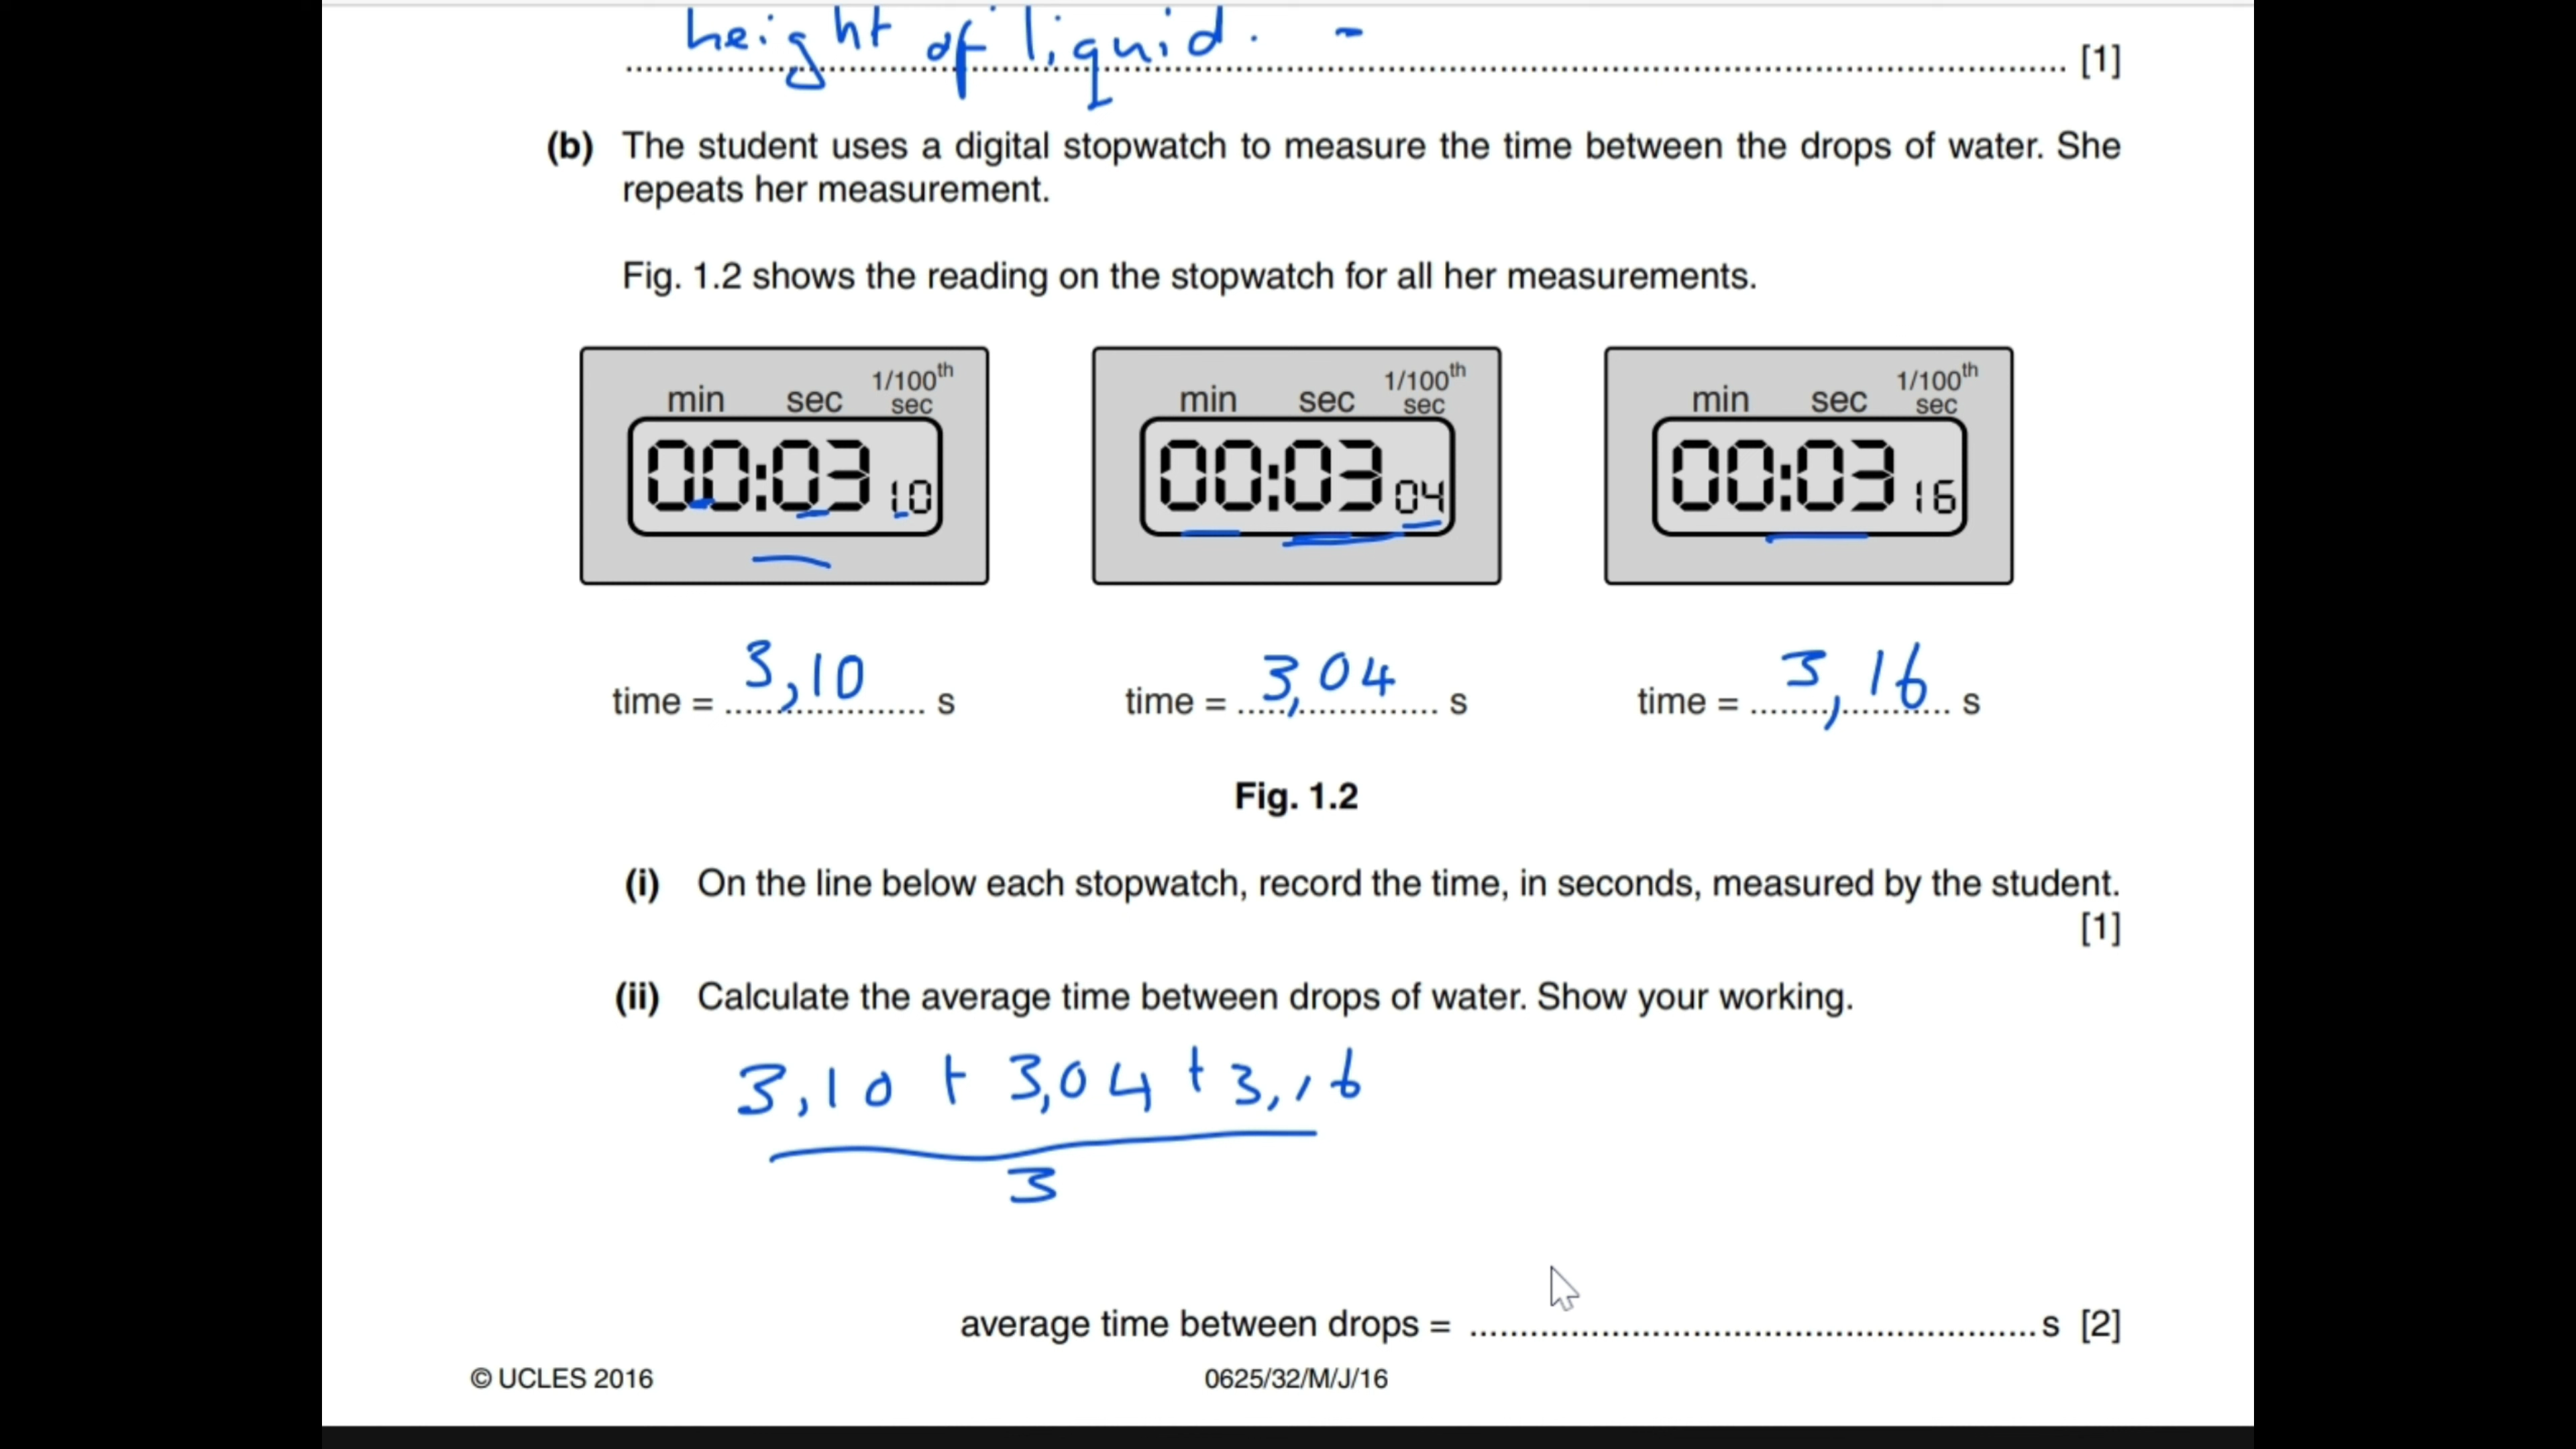 height of liquid. -
[1]
(b) The student uses a digital stopwatch to measure the time between the drops of water. She
repeats her measurement.
Fig. 1.2 shows the reading on the stopwatch for all her measurements.
min sec 1/100th sec
00:03 10
min sec 1/100th sec
00:03 04
min sec 1/100th sec
00:03 16
time = 3,10 s
time = 3,04 s
time = 3,16 s
Fig. 1.2
(i) On the line below each stopwatch, record the time, in seconds, measured by the student.
[1]
(ii) Calculate the average time between drops of water. Show your working.
3,10 + 3,04 + 3,16
3
average time between drops = ........................................................ s [2]
© UCLES 2016
0625/32/M/J/16